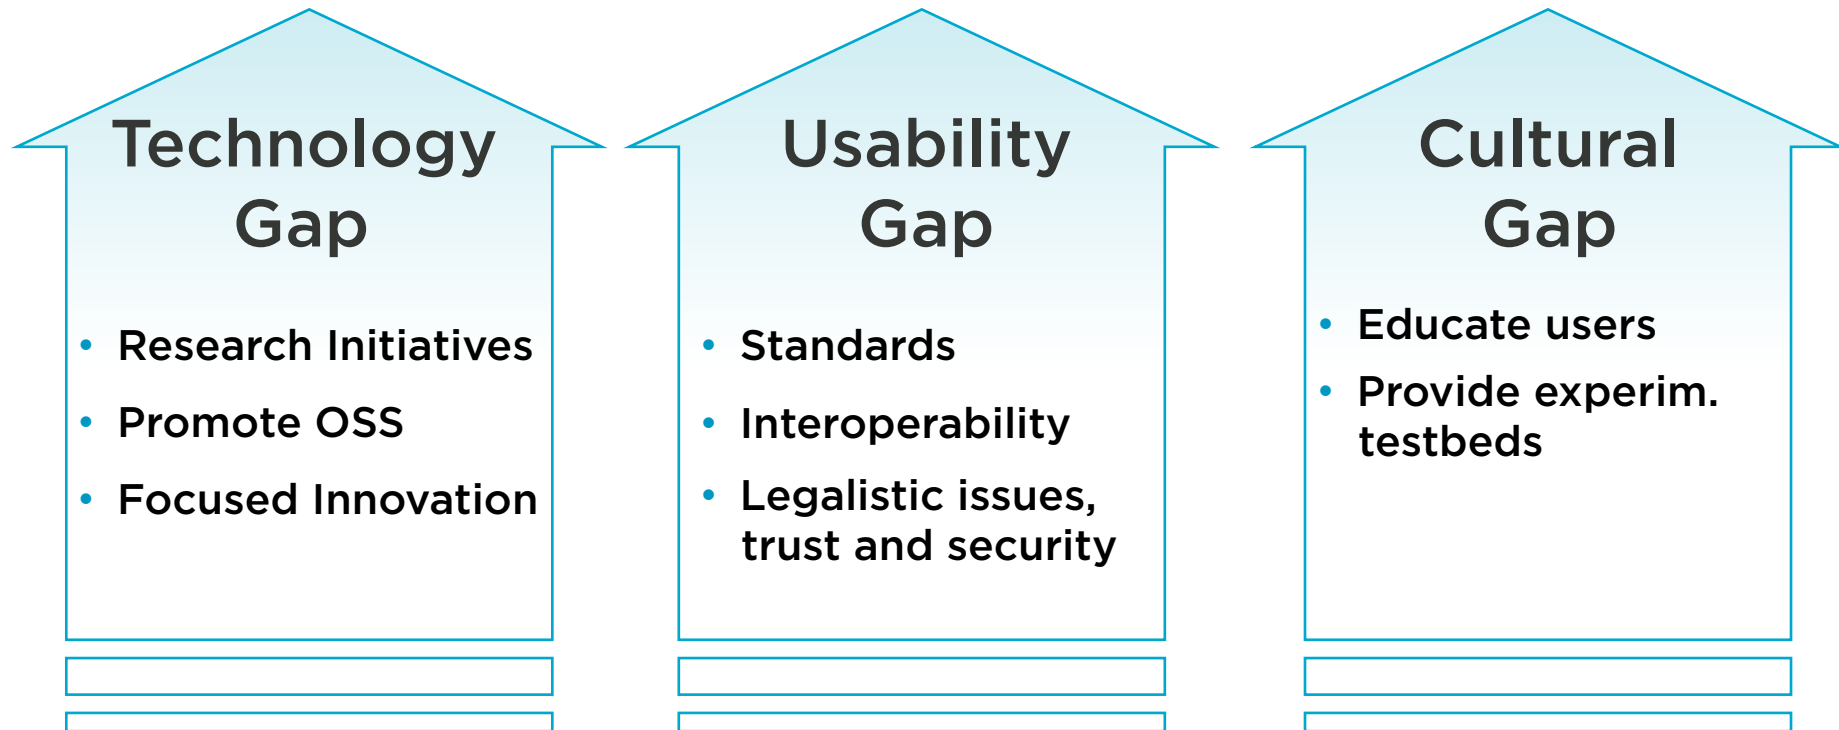 Technology
Gap
• Research Initiatives
• Promote OSS
• Focused Innovation
Usability
Gap
• Standards
• Interoperability
• Legalistic issues,
trust and security
Cultural
Gap
• Educate users
• Provide experim.
testbeds